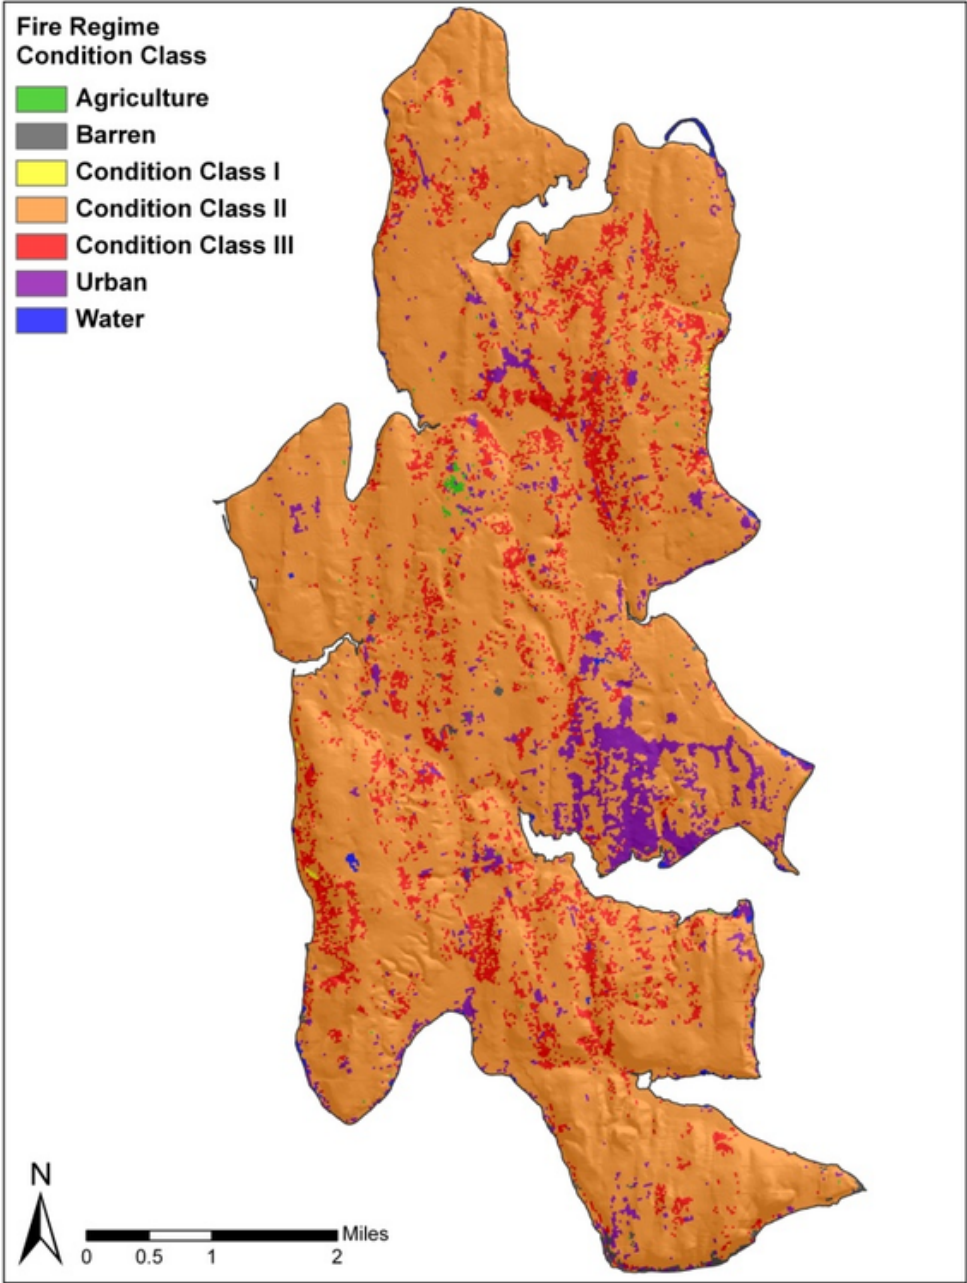 Fire Regime
Condition Class
Agriculture
Barren
Condition Class I
Condition Class II
Condition Class III
Urban
Water
N
Miles
0 0.5 1 2